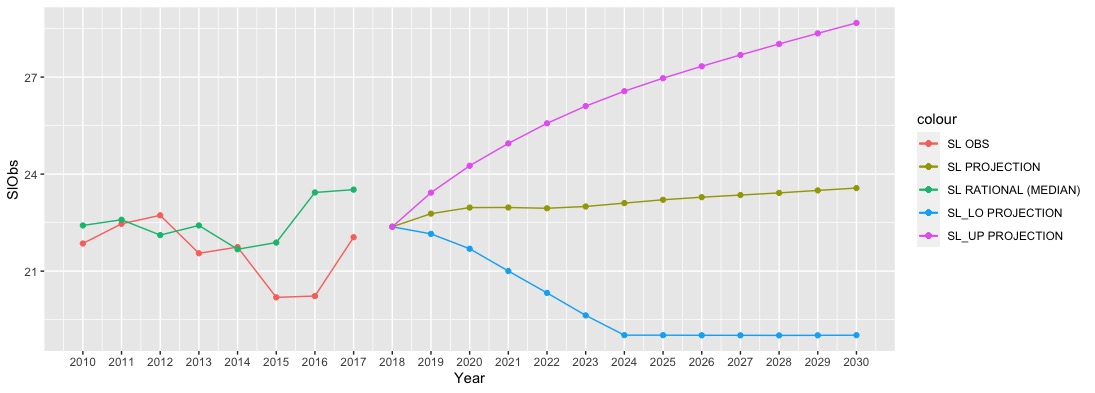 SlObs
27
24
21
2010 2011 2012 2013 2014 2015 2016 2017 2018 2019 2020 2021 2022 2023 2024 2025 2026 2027 2028 2029 2030
Year
colour
SL OBS
SL PROJECTION
SL RATIONAL (MEDIAN)
SL_LO PROJECTION
SL_UP PROJECTION